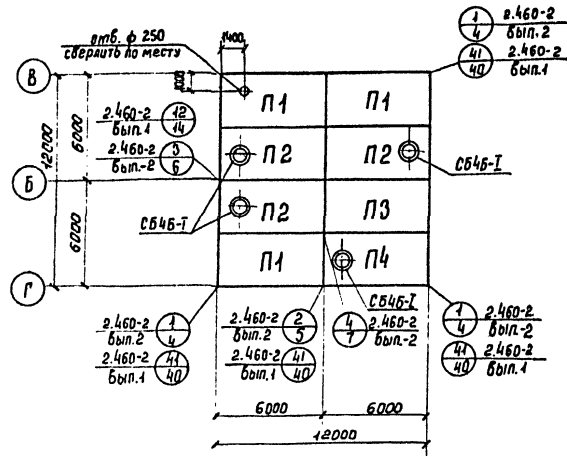 отв. ф 250
сверлить по месту
1400
1000
1
4
2.460-2
вып.2
41
40
2.460-2
вып.1
В
П1
П1
2.460-2
вып.1
12
14
2.460-2
вып.-2
3
6
П2
П2
СБ4Б-I
12000
6000
6000
Б
СБ4Б-I
П2
П3
П1
П4
Г
СБ4Б-I
2.460-2
вып.2
1
4
2.460-2
вып.1
41
40
2.460-2
вып.2
2
5
2.460-2
вып.1
41
40
4
7
2.460-2
вып.-2
1
4
2.460-2
вып.-2
41
40
2.460-2
вып.1
6000
6000
12000